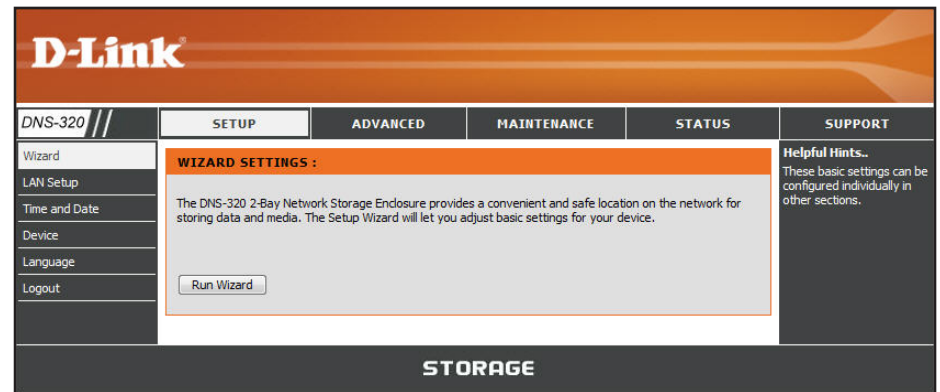 D-Link®
DNS-320
SETUP ADVANCED MAINTENANCE STATUS SUPPORT
Wizard
LAN Setup
Time and Date
Device
Language
Logout
WIZARD SETTINGS :
The DNS-320 2-Bay Network Storage Enclosure provides a convenient and safe location on the network for
storing data and media. The Setup Wizard will let you adjust basic settings for your device.
Run Wizard
Helpful Hints..
These basic settings can be
configured individually in
other sections.
STORAGE